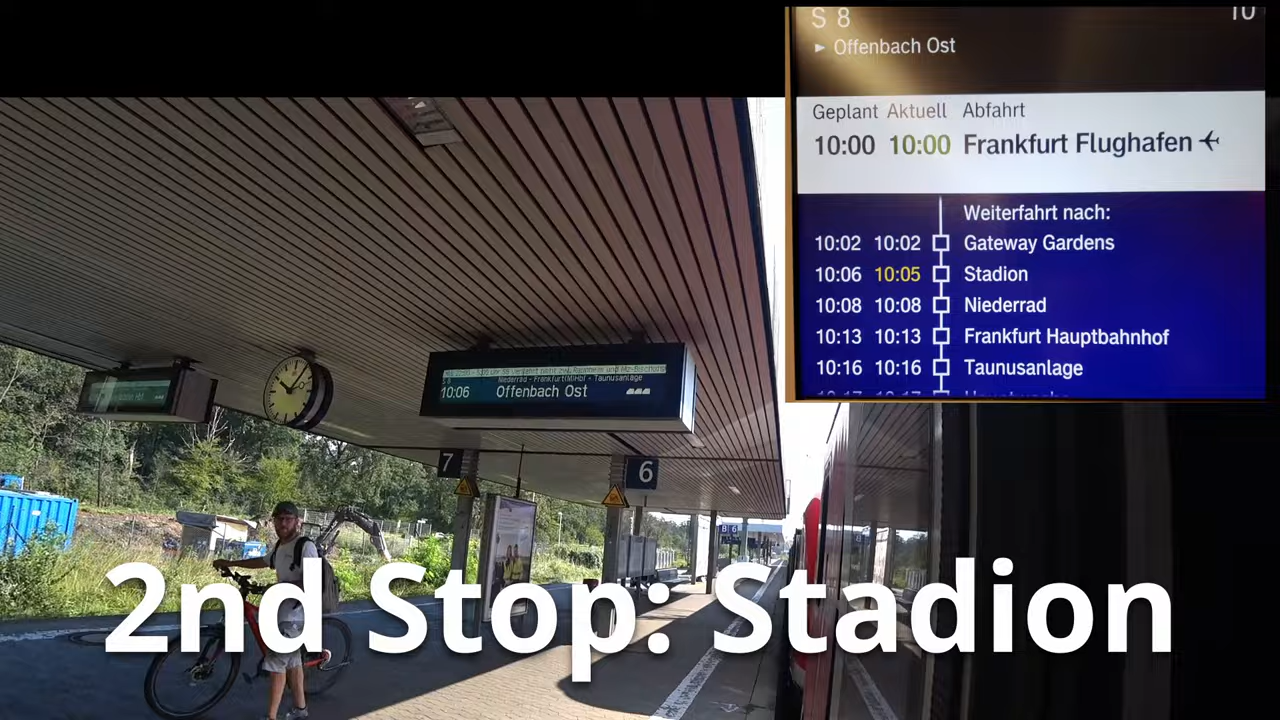 S 8
10
► Offenbach Ost
Geplant Aktuell Abfahrt
10:00 10:00 Frankfurt Flughafen
Weiterfahrt nach:
10:02 10:02 Gateway Gardens
10:06 10:05 Stadion
10:08 10:08 Niederrad
10:13 10:13 Frankfurt Hauptbahnhof
10:16 10:16 Taunusanlage
S 8
Niederrad - Frankfurt(M)Hbf - Taunusanlage
10:06 Offenbach Ost
7
6
B 6
2nd Stop: Stadion